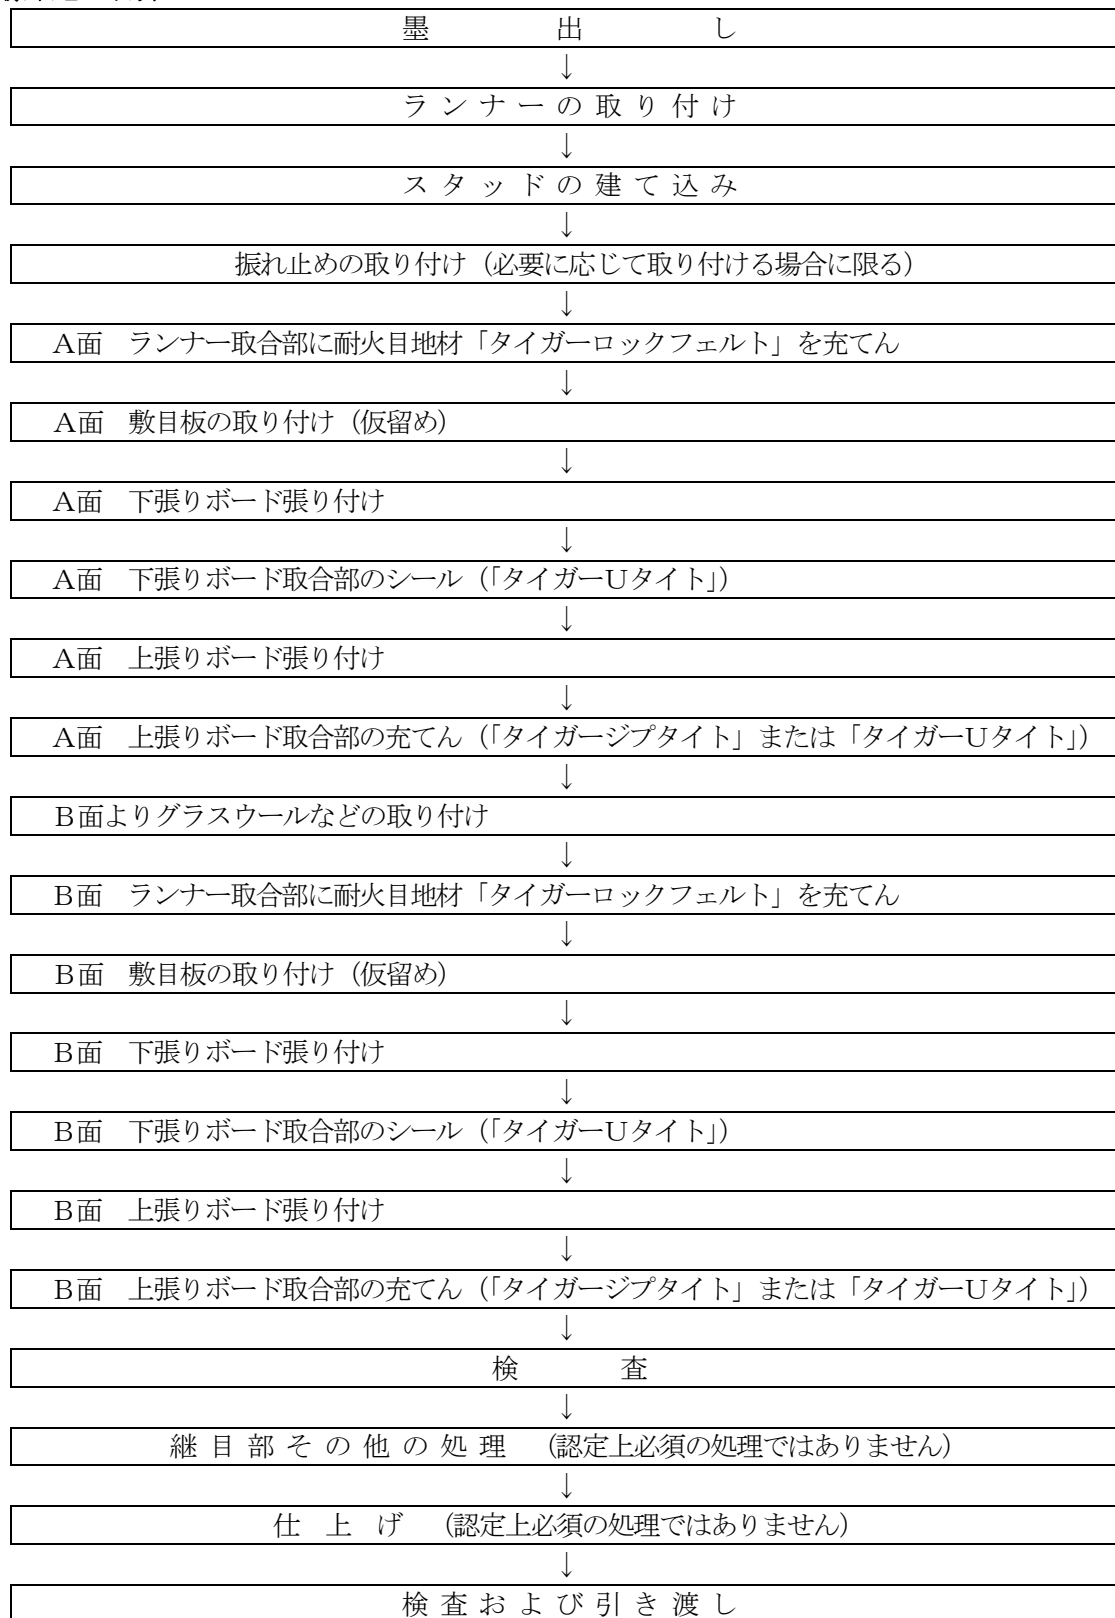 墨出し
↓
ランナーの取り付け
↓
スタッドの建て込み
↓
振れ止めの取り付け（必要に応じて取り付ける場合に限る）
↓
A面　ランナー取合部に耐火目地材「タイガーロックフェルト」を充てん
↓
A面　敷目板の取り付け（仮留め）
↓
A面　下張りボード張り付け
↓
A面　下張りボード取合部のシール（「タイガーUタイト」）
↓
A面　上張りボード張り付け
↓
A面　上張りボード取合部の充てん（「タイガージプタイト」または「タイガーUタイト」）
↓
B面よりグラスウールなどの取り付け
↓
B面　ランナー取合部に耐火目地材「タイガーロックフェルト」を充てん
↓
B面　敷目板の取り付け（仮留め）
↓
B面　下張りボード張り付け
↓
B面　下張りボード取合部のシール（「タイガーUタイト」）
↓
B面　上張りボード張り付け
↓
B面　上張りボード取合部の充てん（「タイガージプタイト」または「タイガーUタイト」）
↓
検査
↓
継目部その他の処理　（認定上必須の処理ではありません）
↓
仕上げ　（認定上必須の処理ではありません）
↓
検査および引き渡し